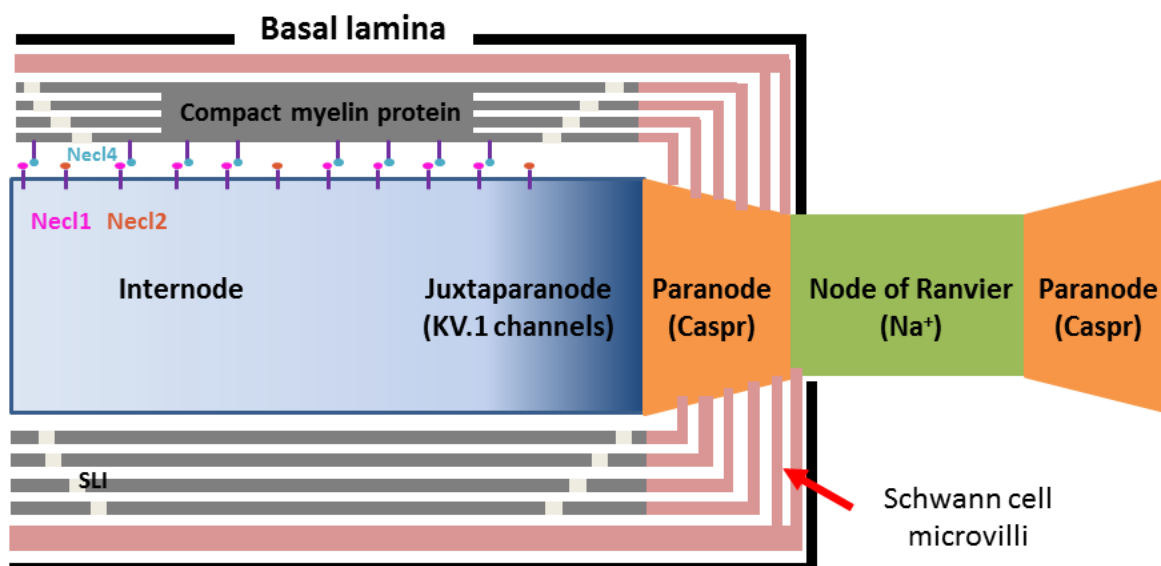 Basal lamina
Compact myelin protein
Necl4
Necl1 Necl2
Internode
Juxtaparanode
(KV.1 channels)
Paranode
(Caspr)
Node of Ranvier
(Na⁺)
Paranode
(Caspr)
SLI
Schwann cell
microvilli